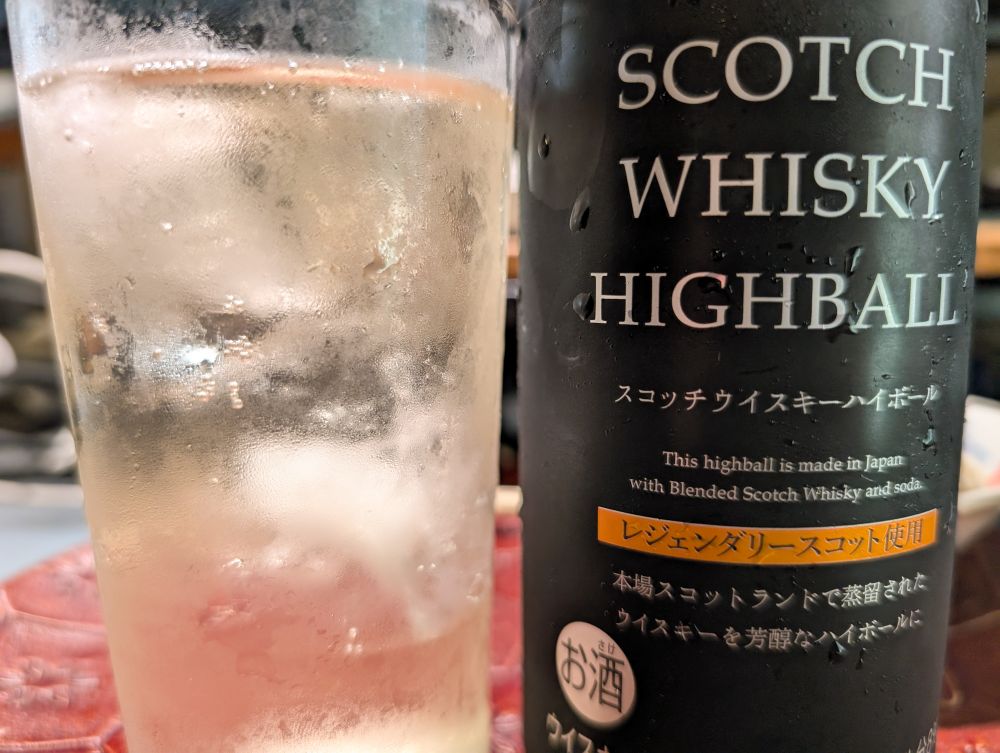 SCOTCH
WHISKY
HIGHBALL
スコッチウイスキーハイボール
This highball is made in Japan
with Blended Scotch Whisky and soda.
レジェンダリースコット使用
本場スコットランドで蒸留された
ウイスキーを芳醇なハイボールに
さけ
お酒